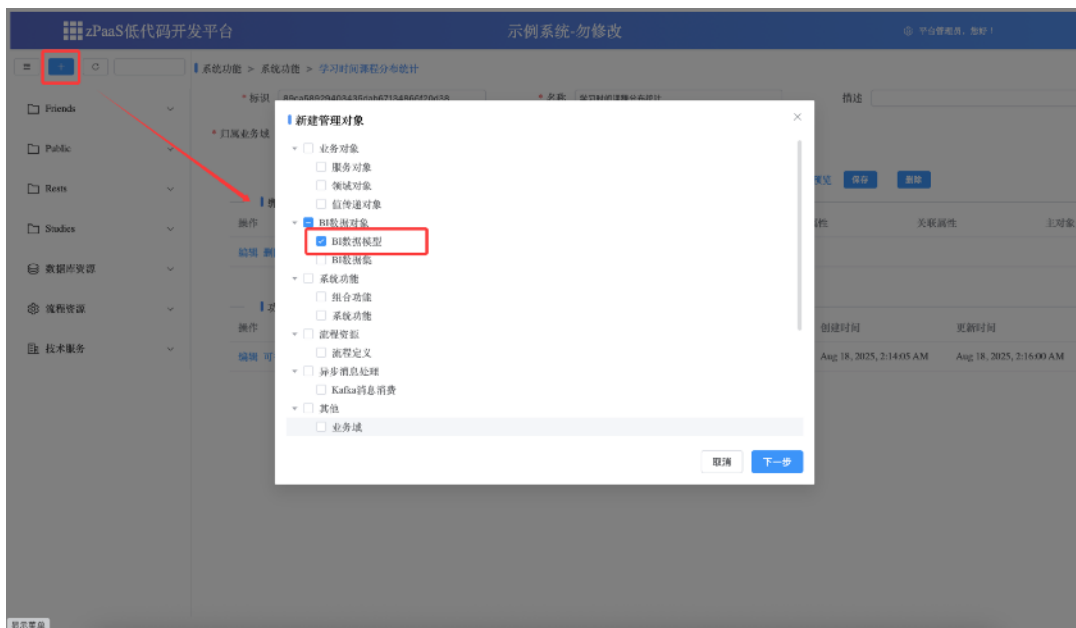 zPaaS低代码开发平台 示例系统-勿修改 平台管理员，您好！
系统功能 > 系统功能 > 学习时间课程分布统计
* 标识 * 名称 描述
* 归属业务域
Friends
Public
Rests
Studies
数据库资源
流程资源
技术服务
新建管理对象
业务对象
服务对象
领域对象
值传递对象
BI数据对象
BI数据模型
BI数据集
系统功能
组合功能
系统功能
流程资源
流程定义
异步消息处理
Kafka消息消费
其他
业务域
取消 下一步
预览 保存 删除
操作 关联属性 主对象
编辑 删
操作 创建时间 更新时间
编辑 可 Aug 18, 2025, 2:14:05 AM Aug 18, 2025, 2:16:00 AM